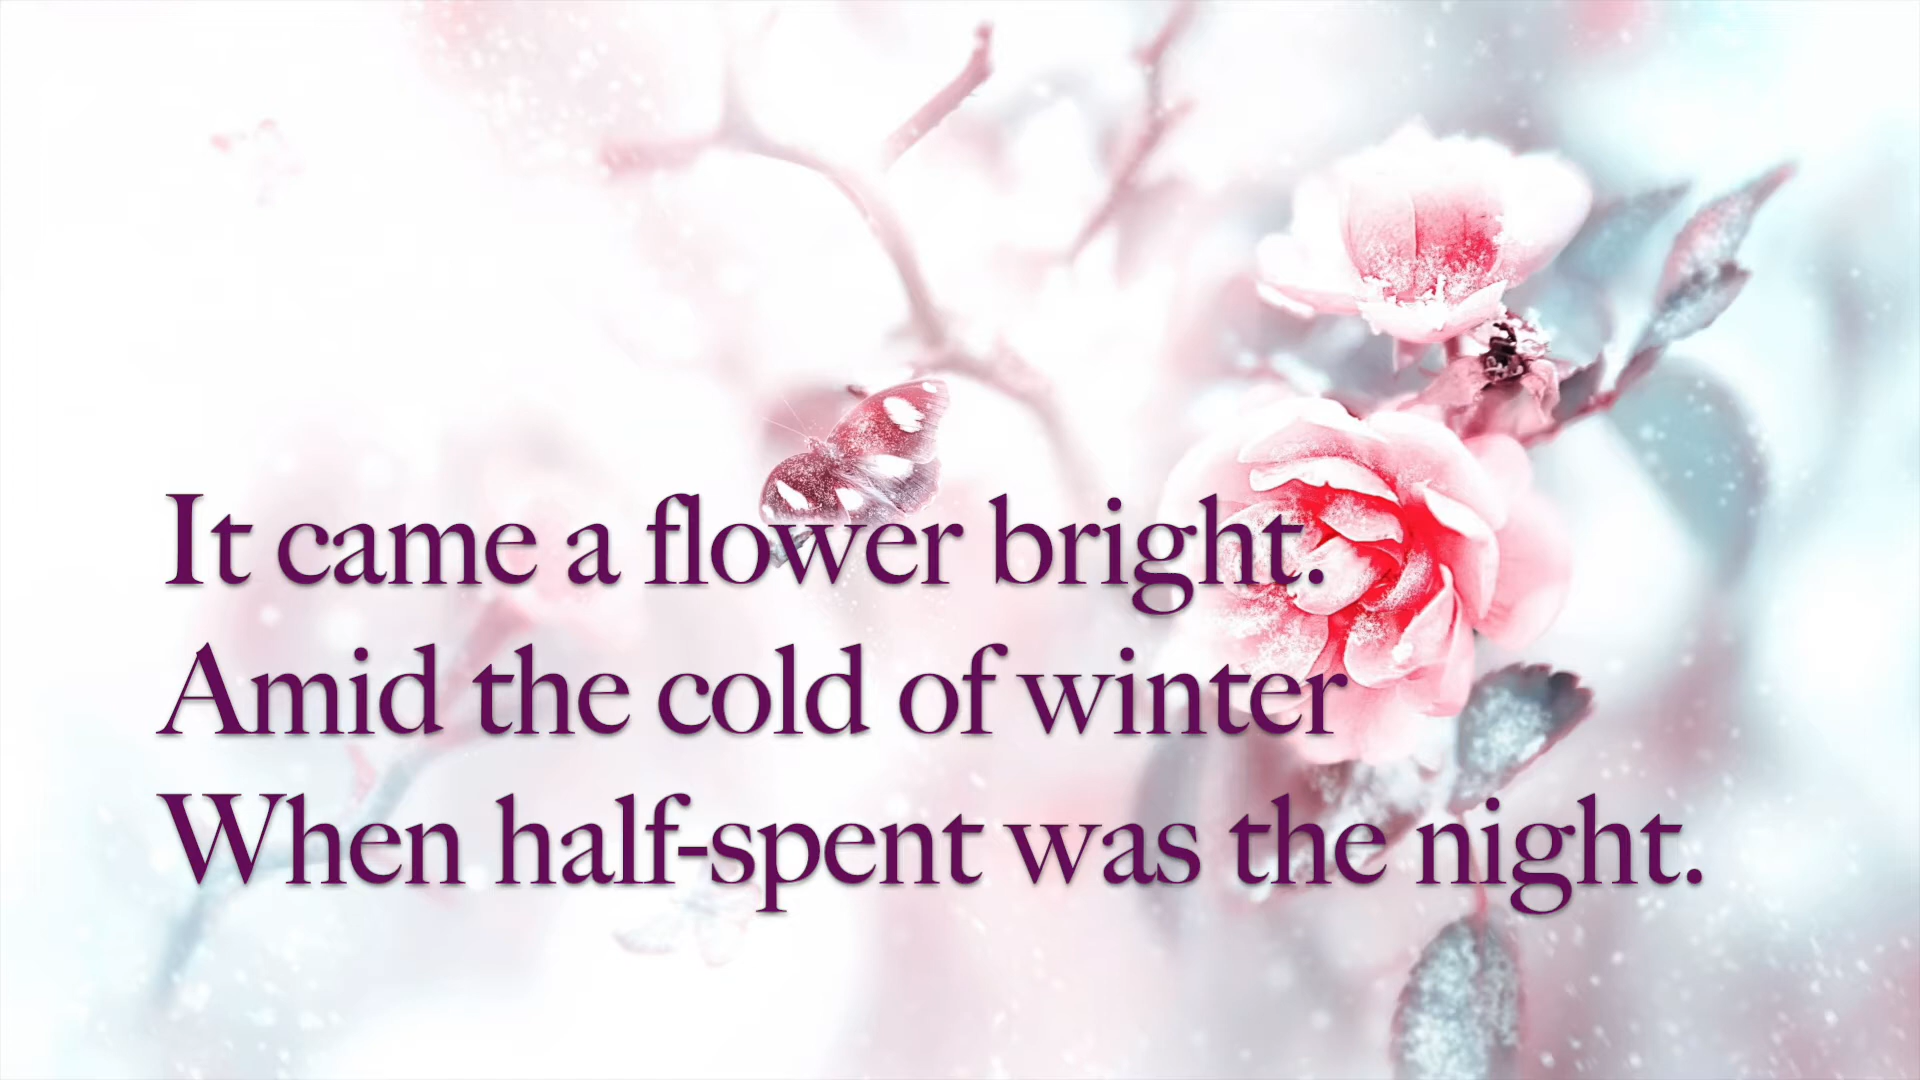 It came a flower bright.
Amid the cold of winter
When half-spent was the night.